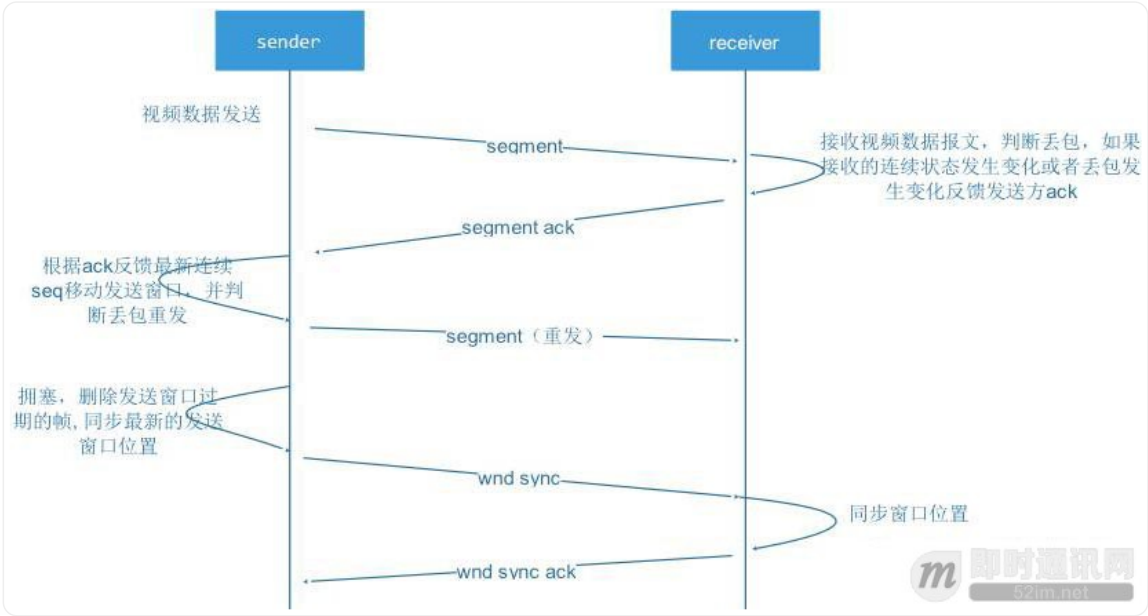 sender
receiver
视频数据发送
segment
接收视频数据报文，判断丢包，如果
接收的连续状态发生变化或者丢包发
生变化反馈发送方ack
segment ack
根据ack反馈最新连续
seq移动发送窗口，并判
断丢包重发
segment（重发）
拥塞，删除发送窗口过
期的帧,同步最新的发送
窗口位置
wnd sync
同步窗口位置
wnd sync ack
即时通讯网
52im.net